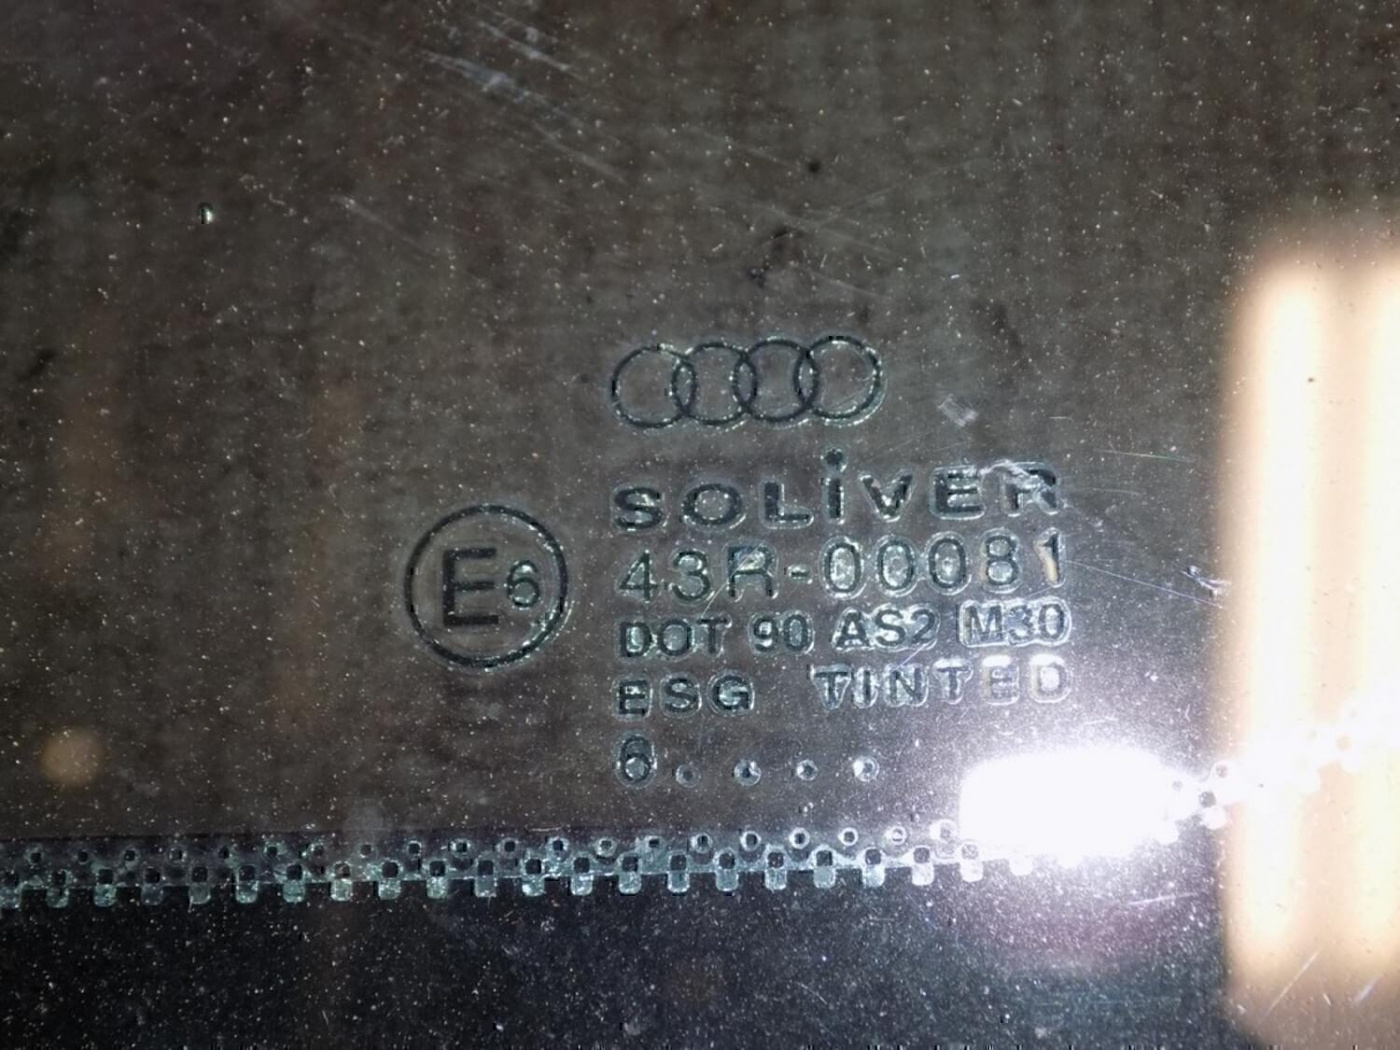 SOLiVER
E6
43R-00081
DOT 90 AS2 M30
ESG TINTED
6. . . .